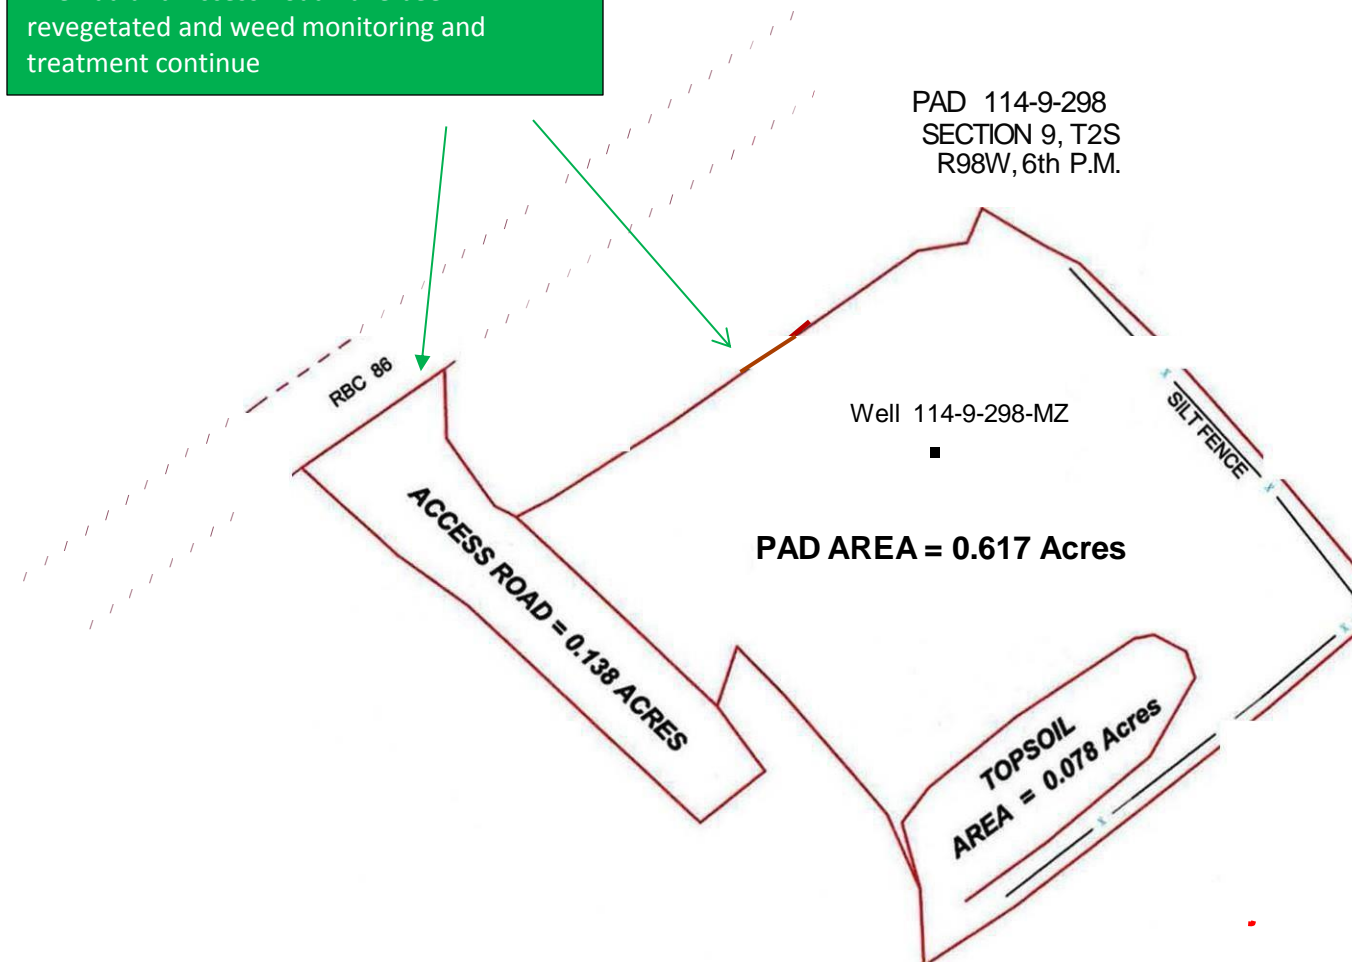 revegetated and weed monitoring and
treatment continue
PAD 114-9-298
SECTION 9, T2S
R98W, 6th P.M.
RBC 86
Well 114-9-298-MZ
SILT FENCE
x
x
x
x
PAD AREA = 0.617 Acres
ACCESS ROAD = 0.138 ACRES
TOPSOIL
AREA = 0.078 Acres